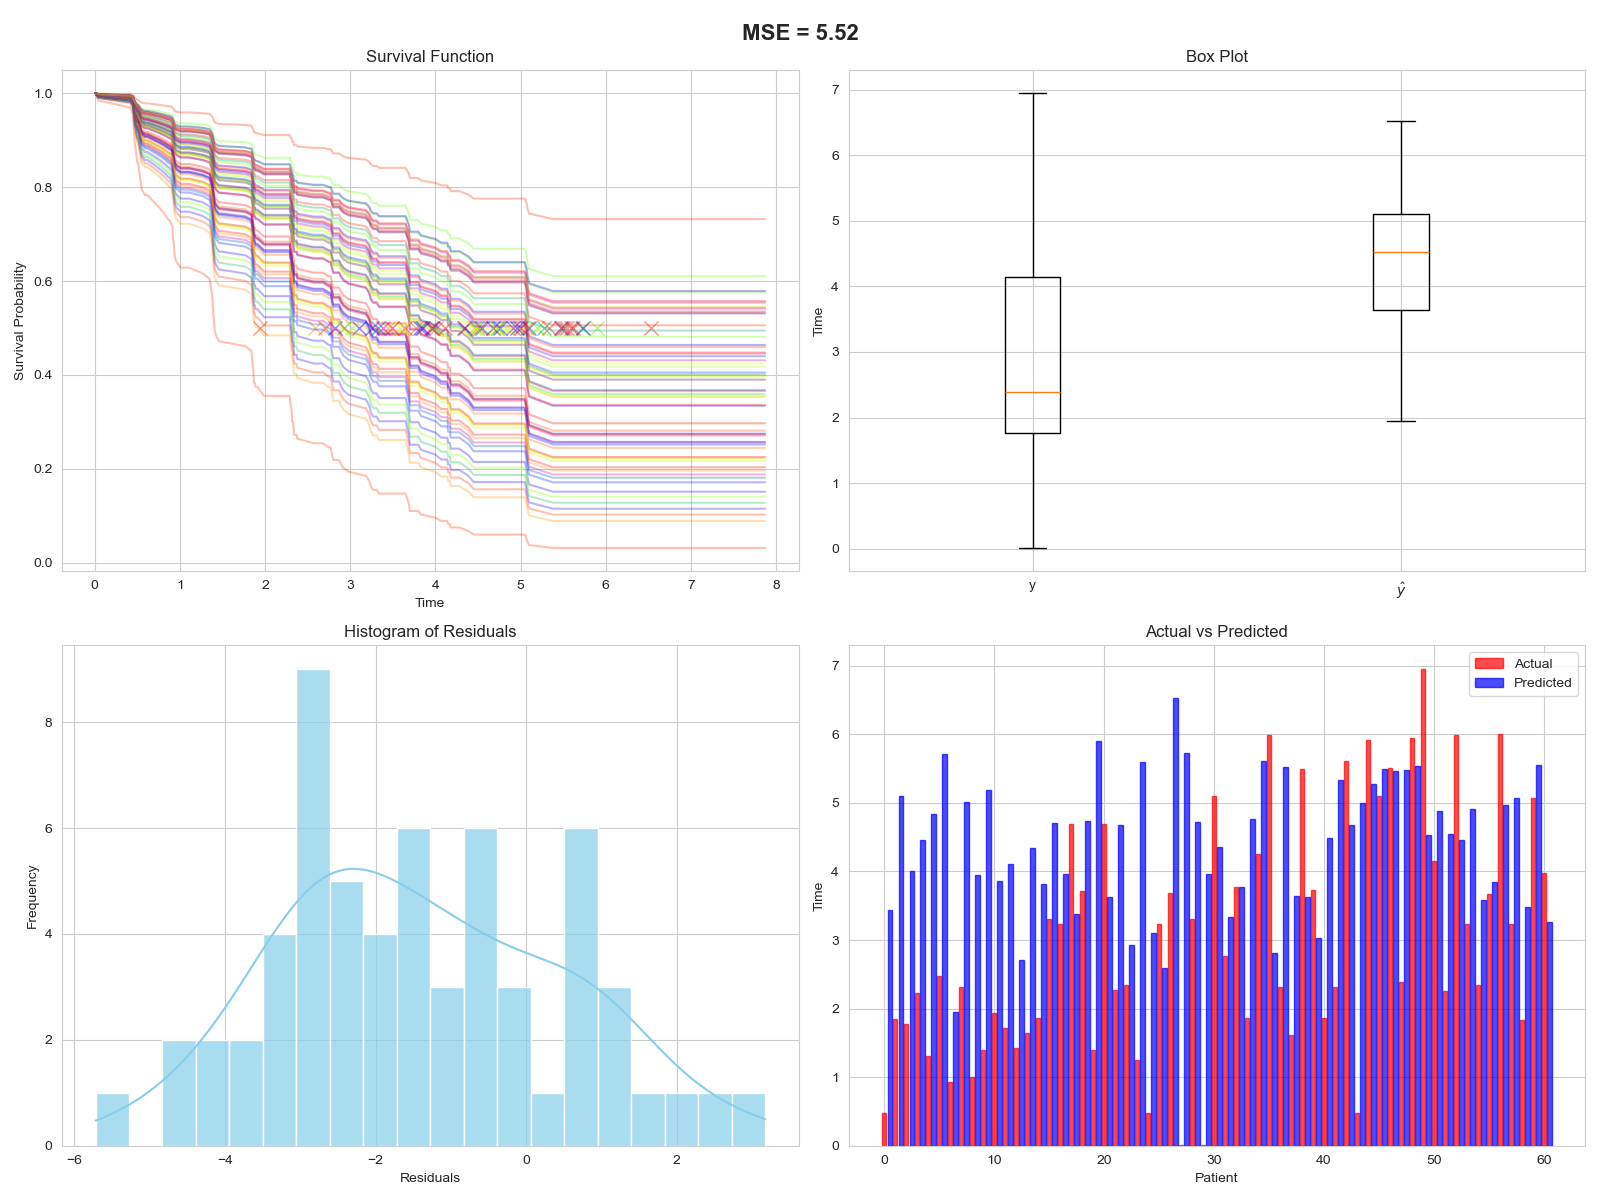 MSE = 5.52
Survival Function
1.0
0.8
0.6
0.4
0.2
0.0
Survival Probability
0 1 2 3 4 5 6 7 8
Time
Box Plot
7
6
5
4
3
2
1
0
Time
y ŷ
Histogram of Residuals
8
6
4
2
0
Frequency
−6 −4 −2 0 2
Residuals
Actual vs Predicted
Actual
Predicted
7
6
5
4
3
2
1
0
Time
0 10 20 30 40 50 60
Patient